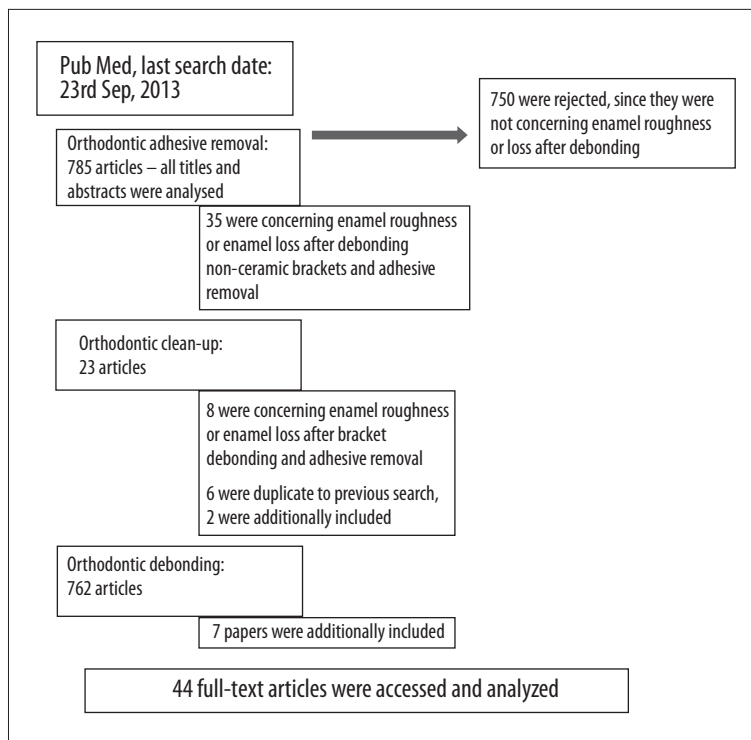 Pub Med, last search date:
23rd Sep, 2013
750 were rejected, since they were
not concerning enamel roughness
or loss after debonding
Orthodontic adhesive removal:
785 articles – all titles and
abstracts were analysed
35 were concerning enamel roughness
or enamel loss after debonding
non-ceramic brackets and adhesive
removal
Orthodontic clean-up:
23 articles
8 were concerning enamel roughness
or enamel loss after bracket
debonding and adhesive removal
6 were duplicate to previous search,
2 were additionally included
Orthodontic debonding:
762 articles
7 papers were additionally included
44 full-text articles were accessed and analyzed